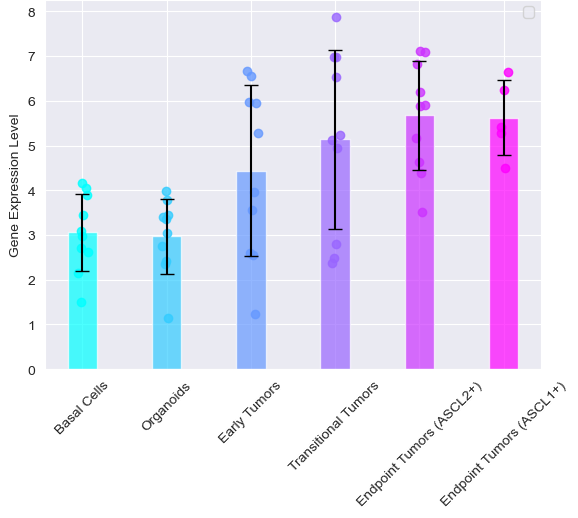 Gene Expression Level
8
7
6
5
4
3
2
1
0
Basal Cells
Organoids
Early Tumors
Transitional Tumors
Endpoint Tumors (ASCL2+)
Endpoint Tumors (ASCL1+)